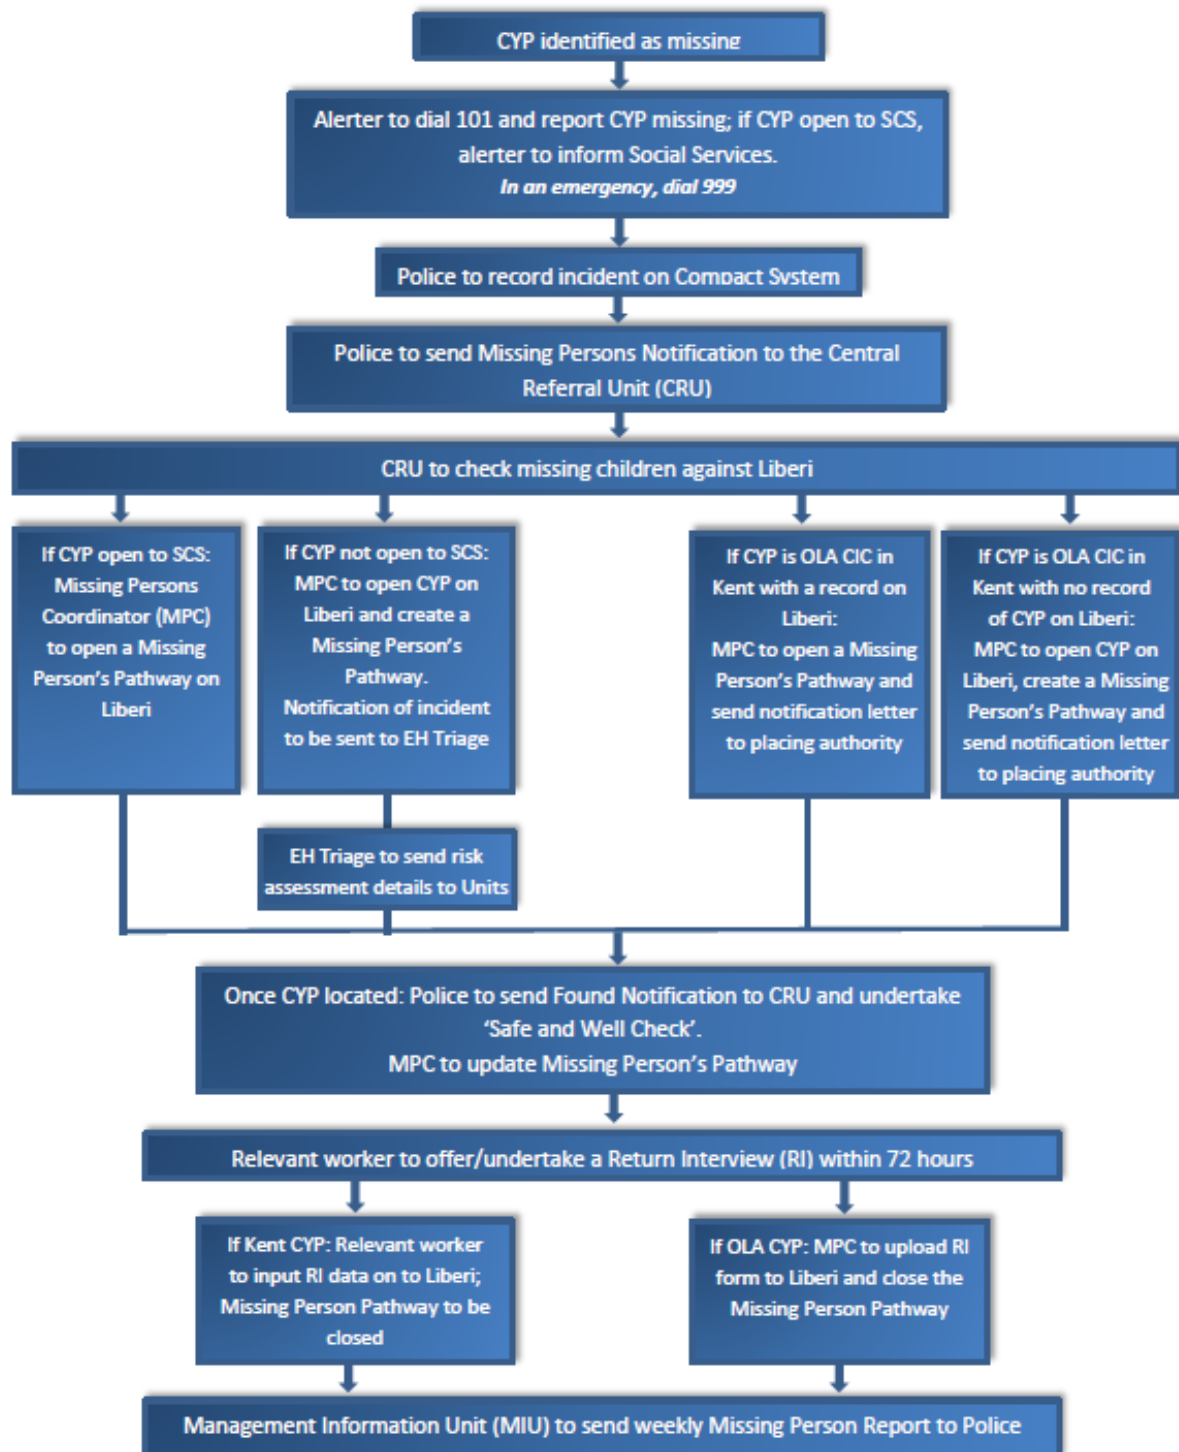 CYP identified as missing
Alerter to dial 101 and report CYP missing; if CYP open to SCS,
alerter to inform Social Services.
In an emergency, dial 999
Police to record incident on Compact System
Police to send Missing Persons Notification to the Central
Referral Unit (CRU)
CRU to check missing children against Liberi
If CYP open to SCS:
Missing Persons
Coordinator (MPC)
to open a Missing
Person's Pathway on
Liberi
If CYP not open to SCS:
MPC to open CYP on
Liberi and create a
Missing Person's
Pathway.
Notification of incident
to be sent to EH Triage
EH Triage to send risk
assessment details to Units
If CYP is OLA CIC in
Kent with a record on
Liberi:
MPC to open a Missing
Person's Pathway and
send notification letter
to placing authority
If CYP is OLA CIC in
Kent with no record
of CYP on Liberi:
MPC to open CYP on
Liberi, create a Missing
Person's Pathway and
send notification letter
to placing authority
Once CYP located: Police to send Found Notification to CRU and undertake
‘Safe and Well Check’.
MPC to update Missing Person's Pathway
Relevant worker to offer/undertake a Return Interview (RI) within 72 hours
If Kent CYP: Relevant worker
to input RI data on to Liberi;
Missing Person Pathway to be
closed
If OLA CYP: MPC to upload RI
form to Liberi and close the
Missing Person Pathway
Management Information Unit (MIU) to send weekly Missing Person Report to Police